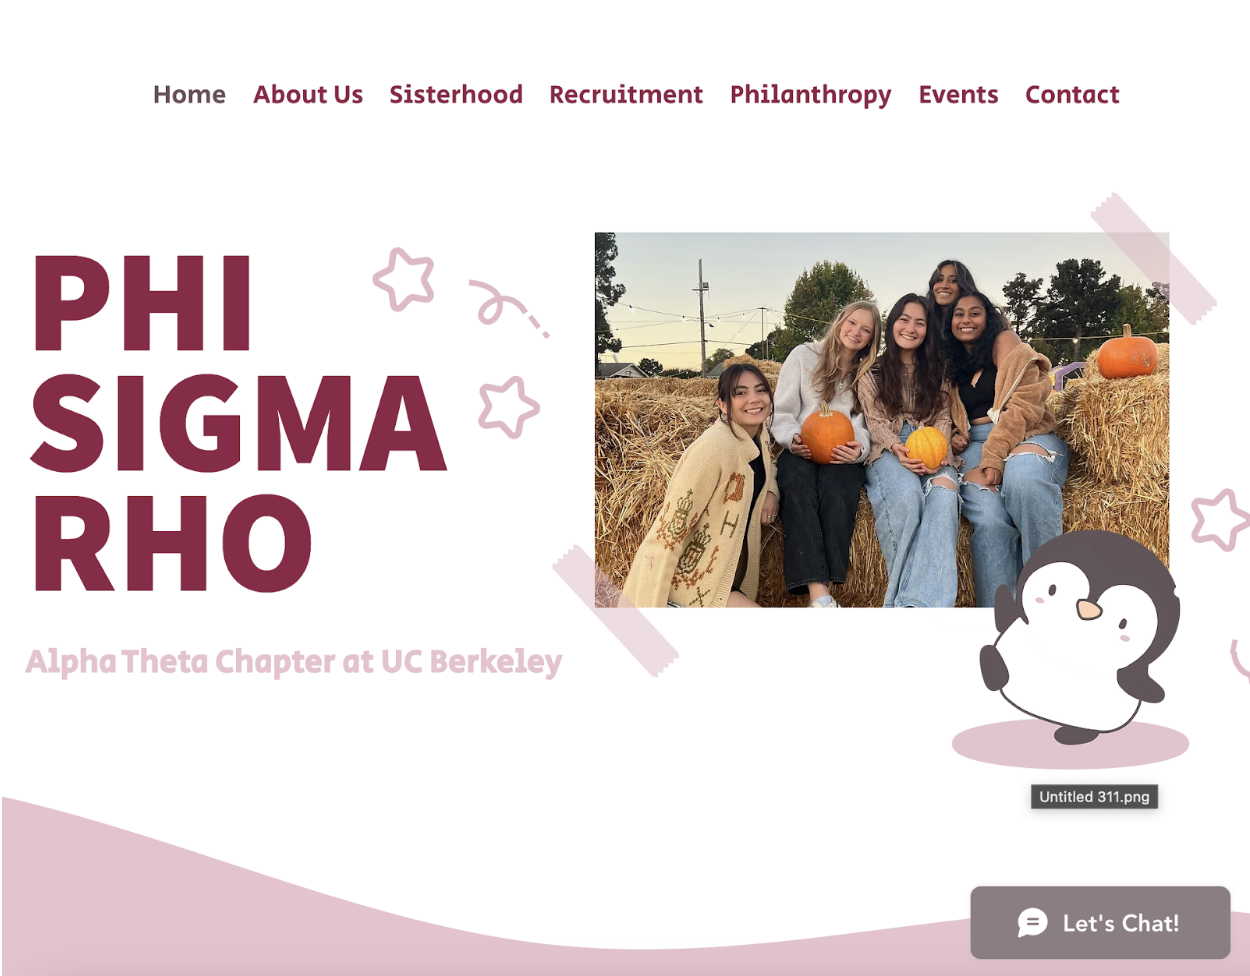 Home About Us Sisterhood Recruitment Philanthropy Events Contact
PHI
SIGMA
RHO
Alpha Theta Chapter at UC Berkeley
Untitled 311.png
Let's Chat!